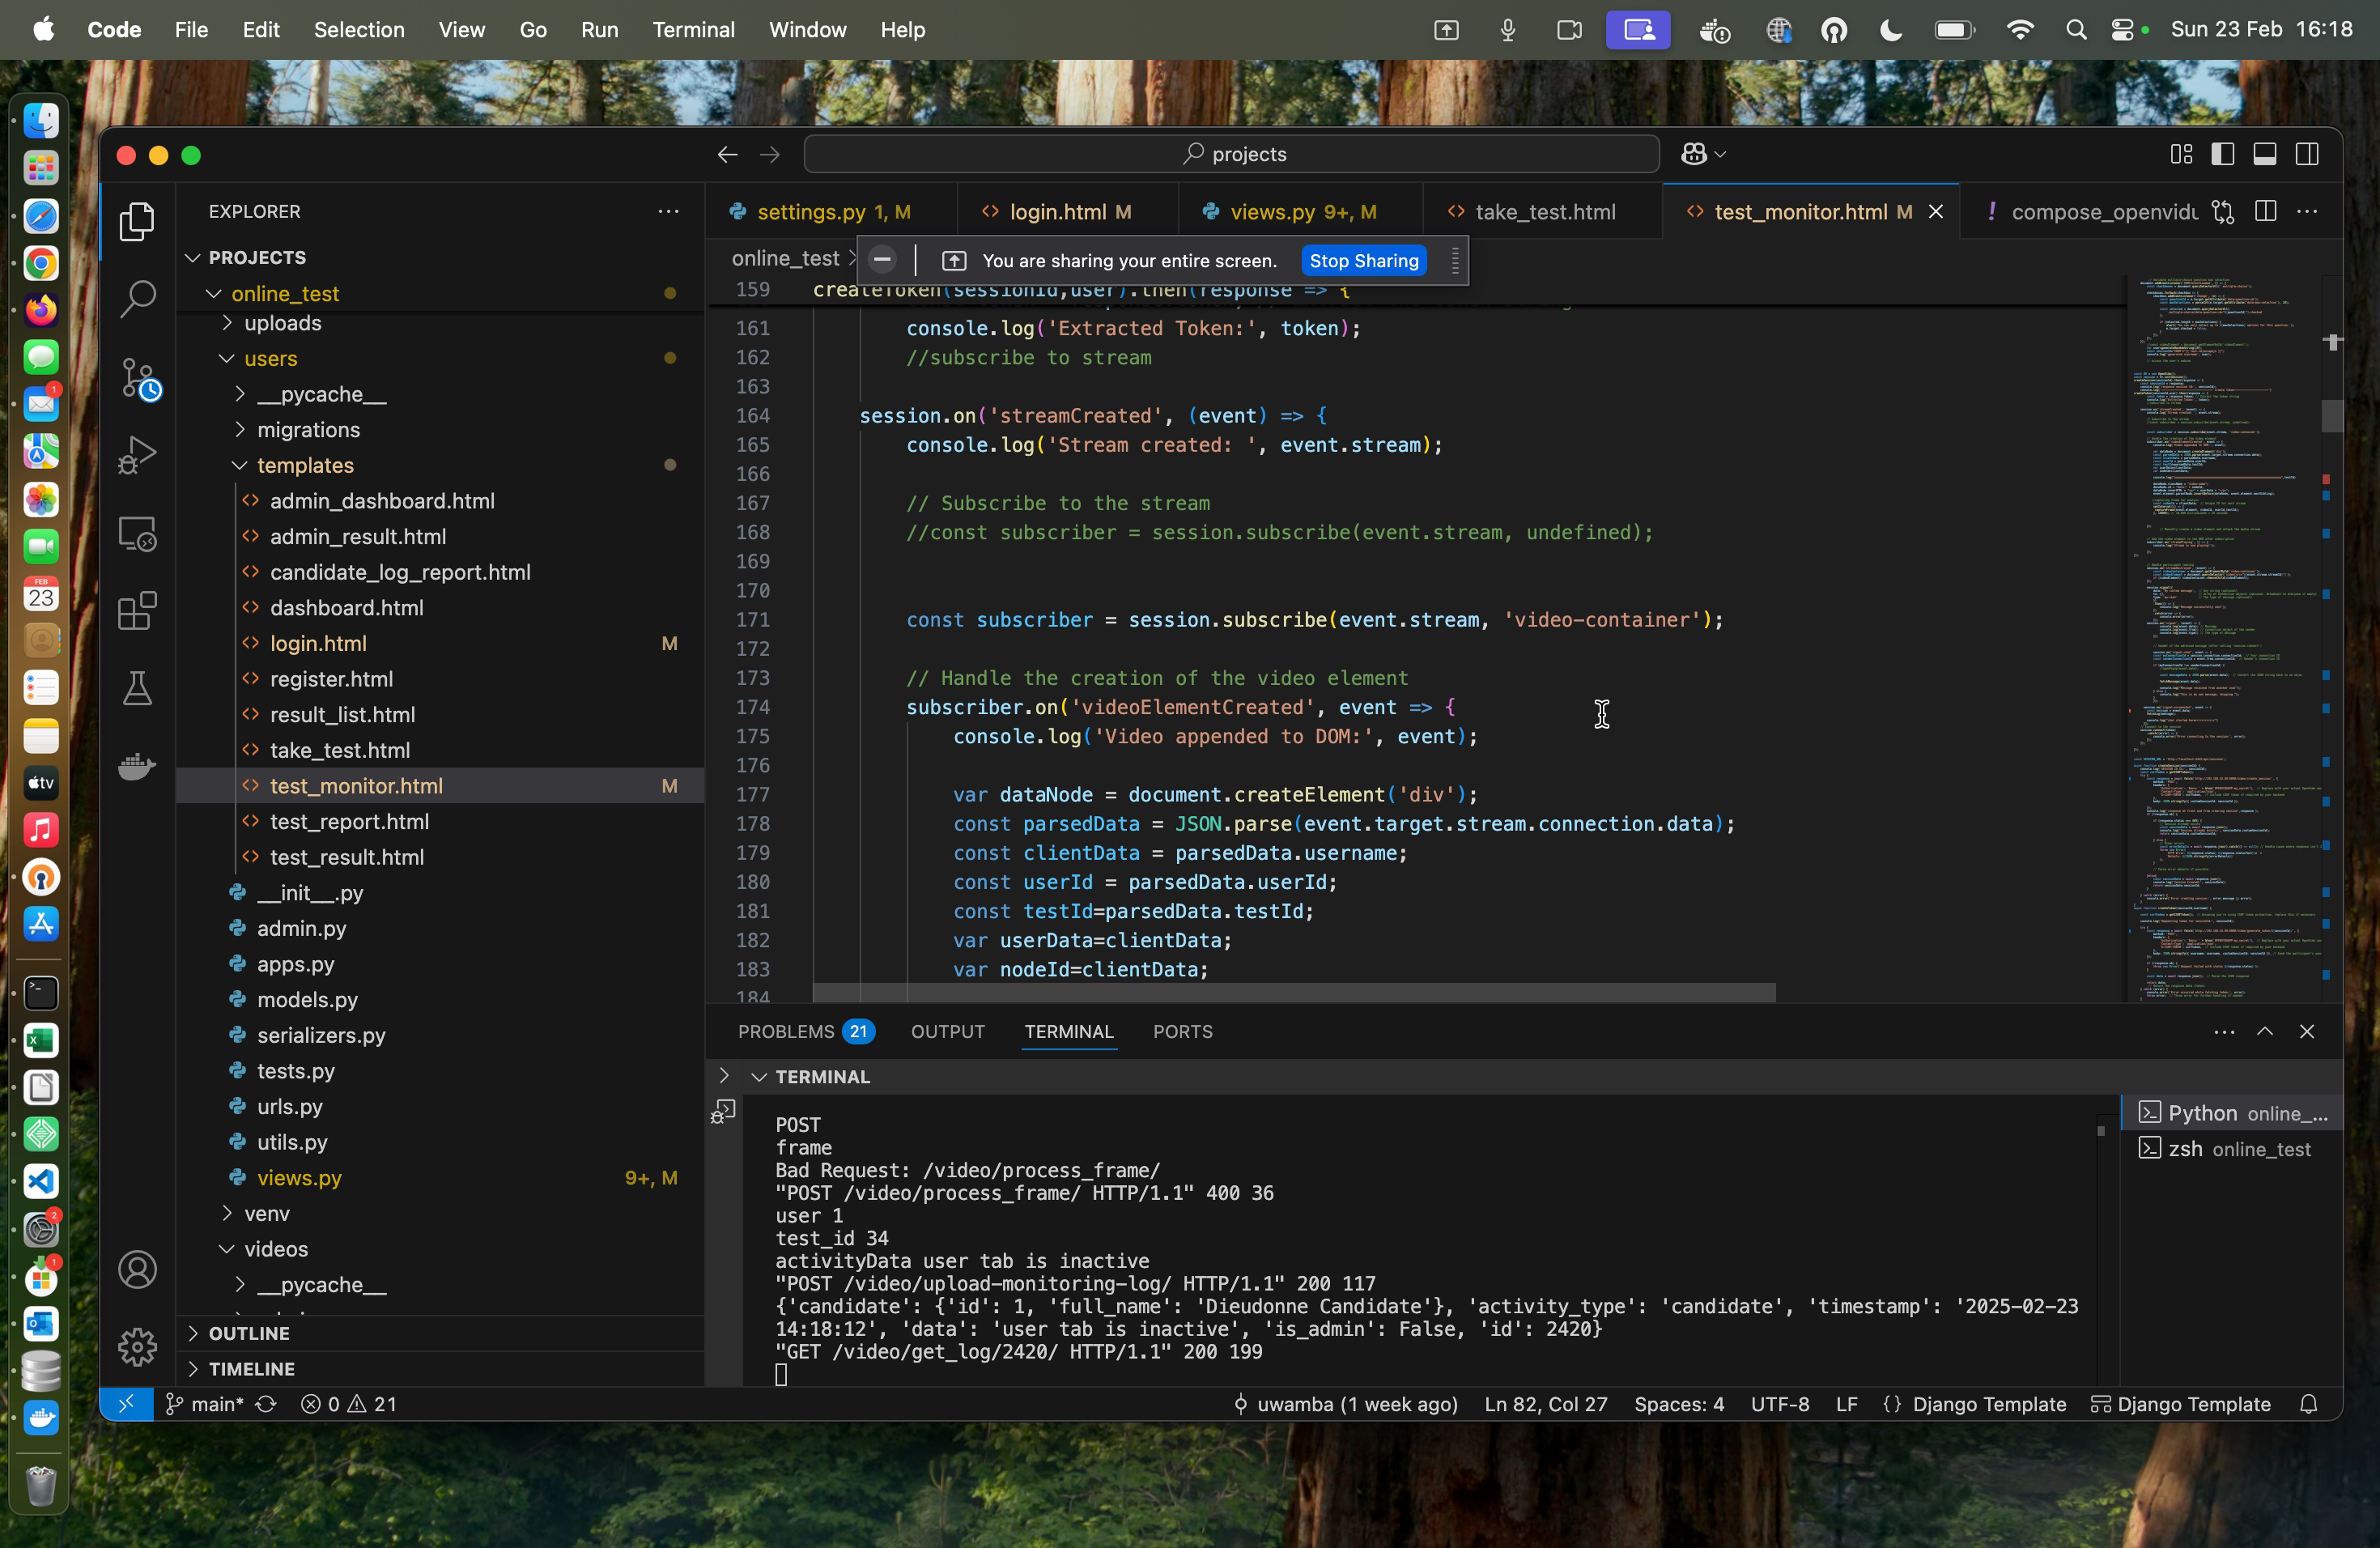 Code File Edit Selection View Go Run Terminal Window Help Sun 23 Feb 16:18
projects
EXPLORER
PROJECTS
online_test
uploads
users
__pycache__
migrations
templates
admin_dashboard.html
admin_result.html
candidate_log_report.html
dashboard.html
login.html M
register.html
result_list.html
take_test.html
test_monitor.html M
test_report.html
test_result.html
__init__.py
admin.py
apps.py
models.py
serializers.py
tests.py
urls.py
utils.py
views.py 9+, M
venv
videos
__pycache__
OUTLINE
TIMELINE
settings.py 1, M login.html M views.py 9+, M take_test.html test_monitor.html M compose_openvidu
online_test
You are sharing your entire screen. Stop Sharing
159 createToken(sessionId,user).then(response => {
161 console.log('Extracted Token:', token);
162 //subscribe to stream
163
164 session.on('streamCreated', (event) => {
165 console.log('Stream created: ', event.stream);
166
167 // Subscribe to the stream
168 //const subscriber = session.subscribe(event.stream, undefined);
169
170
171 const subscriber = session.subscribe(event.stream, 'video-container');
172
173 // Handle the creation of the video element
174 subscriber.on('videoElementCreated', event => {
175 console.log('Video appended to DOM:', event);
176
177 var dataNode = document.createElement('div');
178 const parsedData = JSON.parse(event.target.stream.connection.data);
179 const clientData = parsedData.username;
180 const userId = parsedData.userId;
181 const testId=parsedData.testId;
182 var userData=clientData;
183 var nodeId=clientData;
184
PROBLEMS 21 OUTPUT TERMINAL PORTS
TERMINAL
POST
frame
Bad Request: /video/process_frame/
"POST /video/process_frame/ HTTP/1.1" 400 36
user 1
test_id 34
activityData user tab is inactive
"POST /video/upload-monitoring-log/ HTTP/1.1" 200 117
{'candidate': {'id': 1, 'full_name': 'Dieudonne Candidate'}, 'activity_type': 'candidate', 'timestamp': '2025-02-23
14:18:12', 'data': 'user tab is inactive', 'is_admin': False, 'id': 2420}
"GET /video/get_log/2420/ HTTP/1.1" 200 199
Python online_...
zsh online_test
main* 0 21 uwamba (1 week ago) Ln 82, Col 27 Spaces: 4 UTF-8 LF {} Django Template Django Template
FEB
23
tv
1
2
1